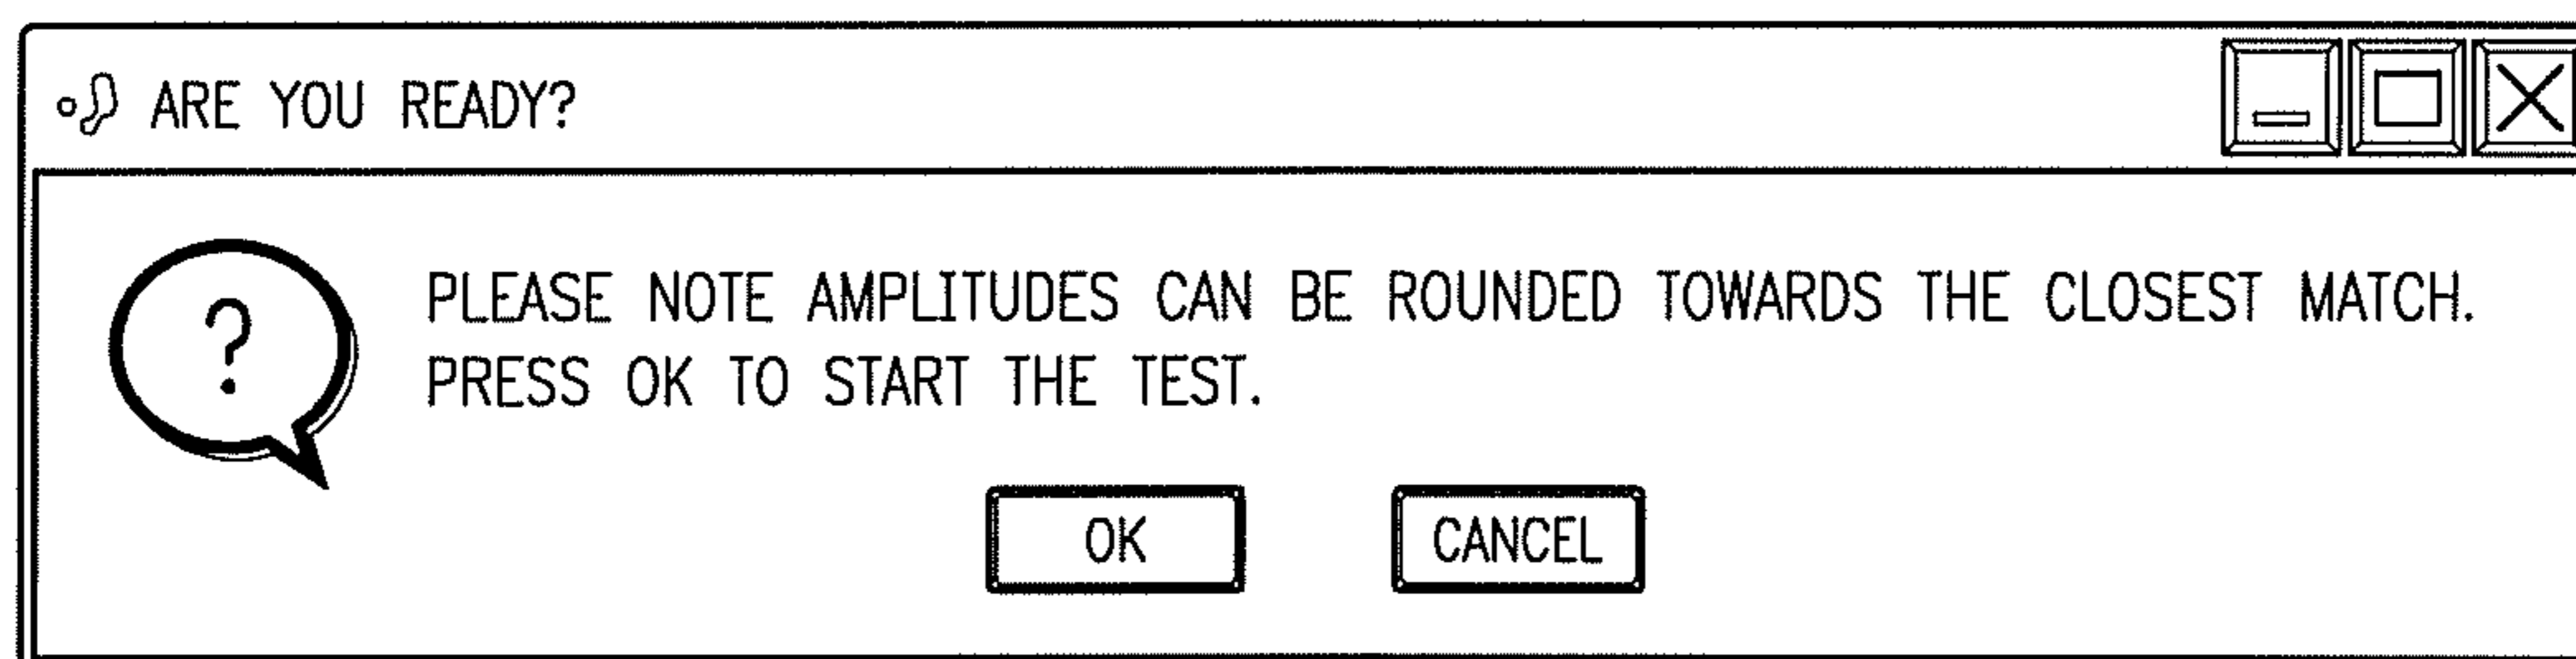 ARE YOU READY?
?
PLEASE NOTE AMPLITUDES CAN BE ROUNDED TOWARDS THE CLOSEST MATCH.
PRESS OK TO START THE TEST.
OK CANCEL